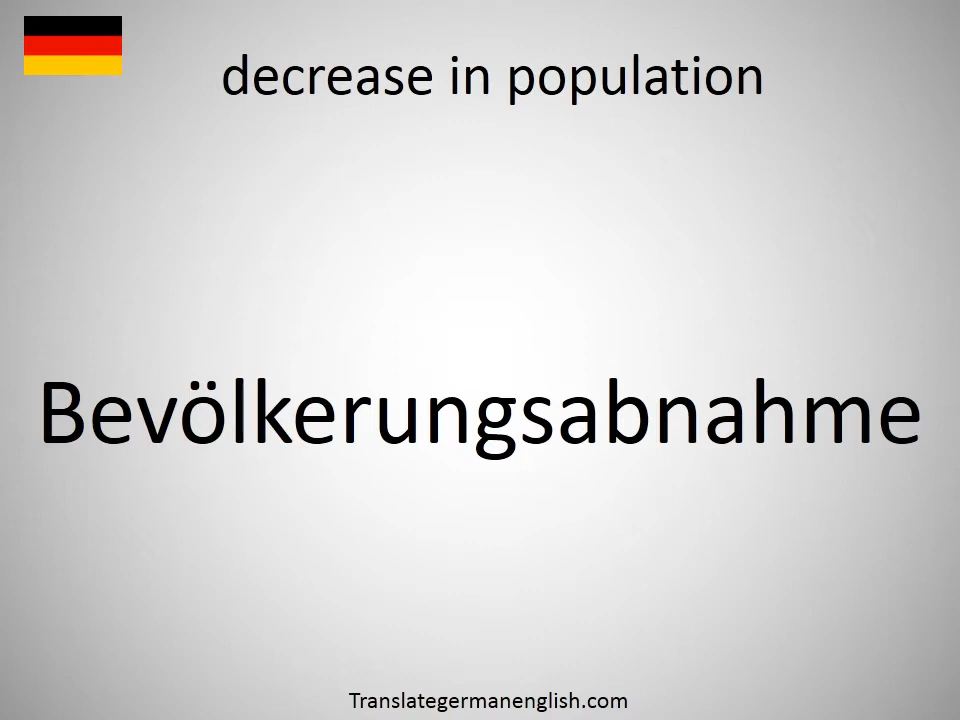 decrease in population
Bevölkerungsabnahme
Translategermanenglish.com